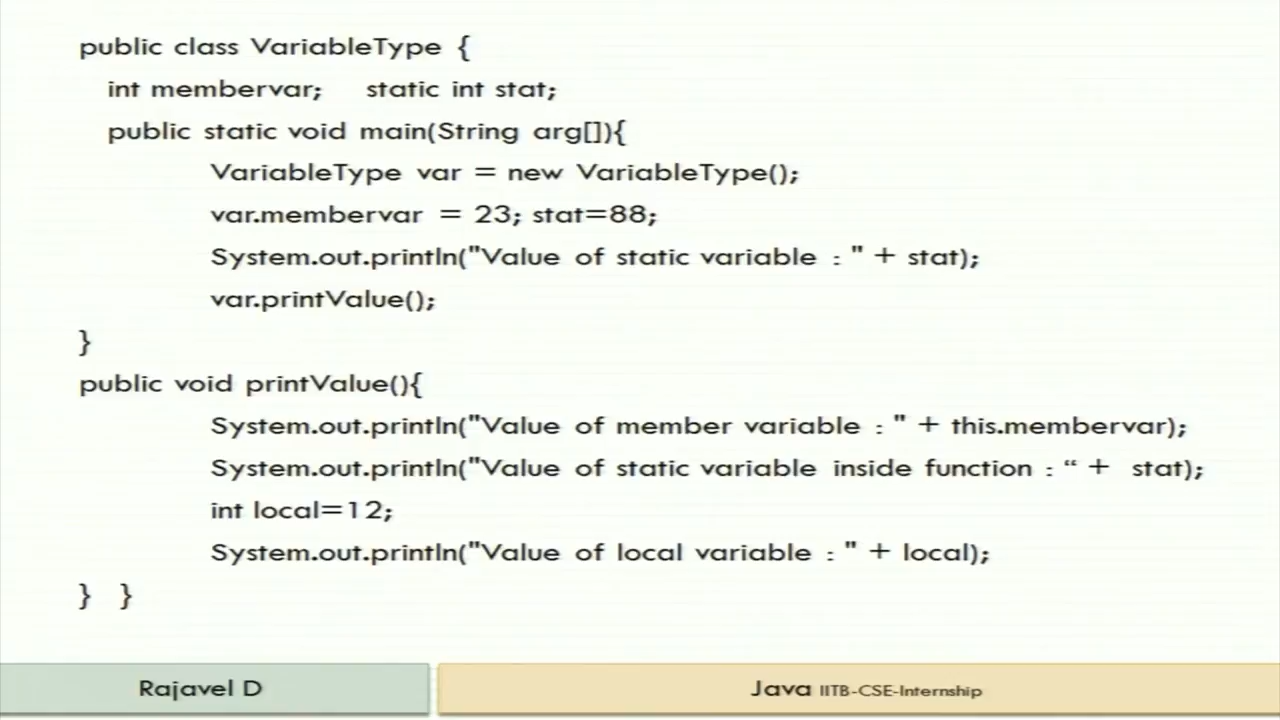 public class VariableType {
int membervar;    static int stat;
public static void main(String arg[]){
VariableType var = new VariableType();
var.membervar = 23; stat=88;
System.out.println("Value of static variable : " + stat);
var.printValue();
}
public void printValue(){
System.out.println("Value of member variable : " + this.membervar);
System.out.println("Value of static variable inside function : “ + stat);
int local=12;
System.out.println("Value of local variable : " + local);
} }
Rajavel D
Java IITB-CSE-Internship